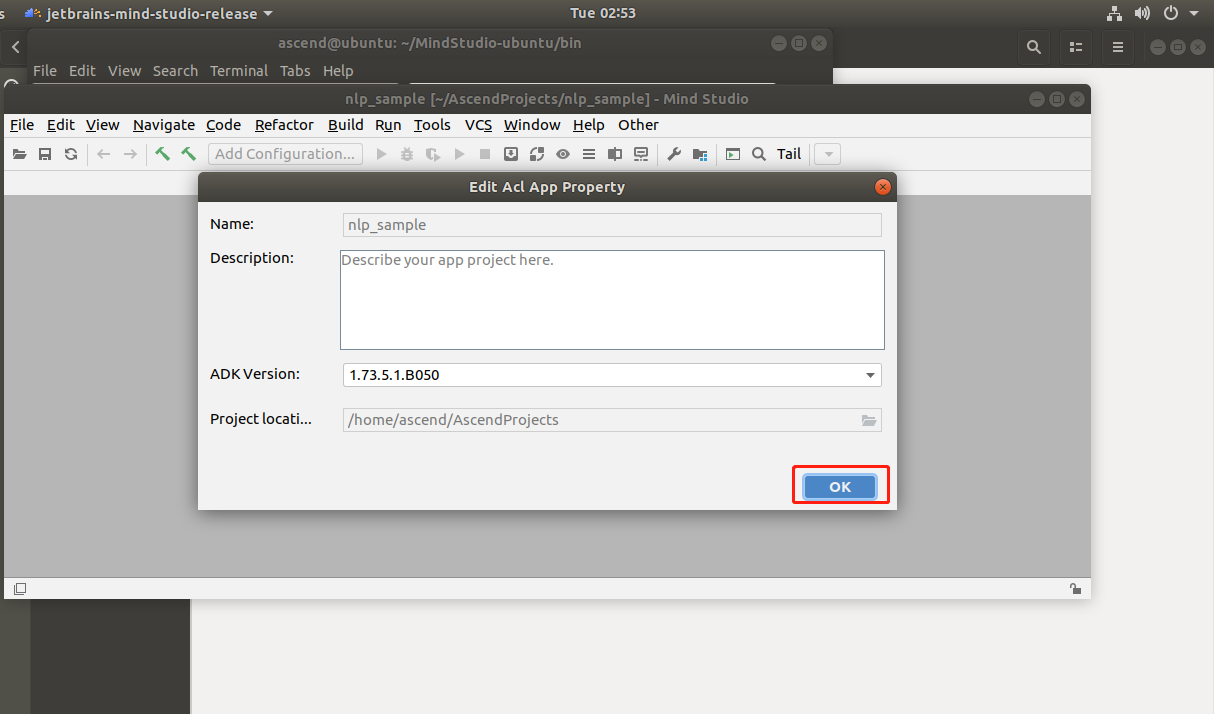 s jetbrains-mind-studio-release Tue 02:53
ascend@ubuntu: ~/MindStudio-ubuntu/bin
File Edit View Search Terminal Tabs Help
nlp_sample [~/AscendProjects/nlp_sample] - Mind Studio
File Edit View Navigate Code Refactor Build Run Tools VCS Window Help Other
Add Configuration... Tail
Edit Acl App Property
Name: nlp_sample
Description: Describe your app project here.
ADK Version: 1.73.5.1.B050
Project locati... /home/ascend/AscendProjects
OK